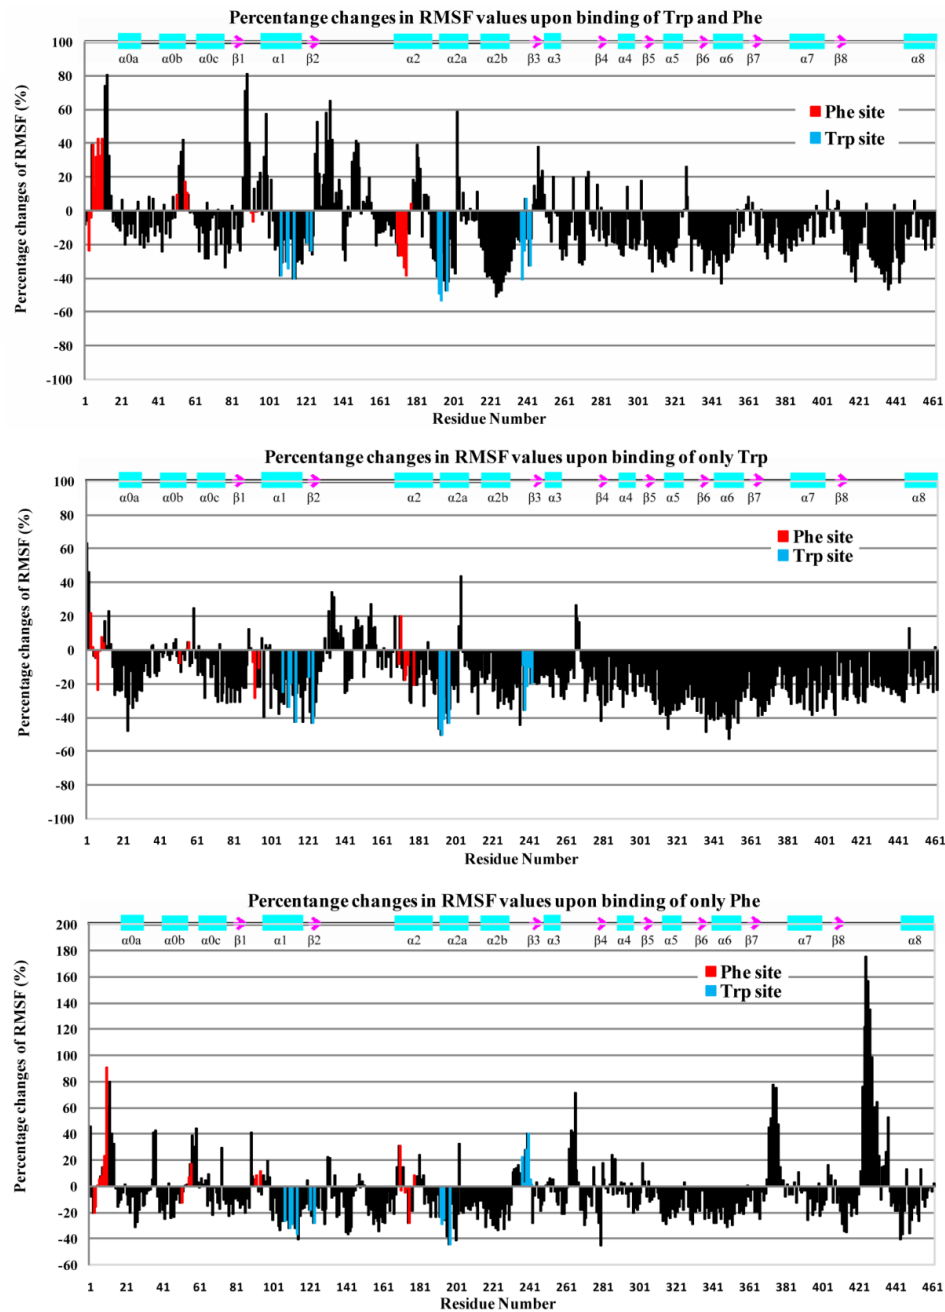 Percentange changes in RMSF values upon binding of Trp and Phe
α0a α0b α0c β1 α1 β2 α2 α2a α2b β3 α3 β4 α4 β5 α5 β6 α6 β7 α7 β8 α8
Percentage changes of RMSF (%)
100
80
60
40
20
0
-20
-40
-60
-80
-100
Phe site
Trp site
1 21 41 61 81 101 121 141 161 181 201 221 241 261 281 301 321 341 361 381 401 421 441 461
Residue Number
Percentange changes in RMSF values upon binding of only Trp
α0a α0b α0c β1 α1 β2 α2 α2a α2b β3 α3 β4 α4 β5 α5 β6 α6 β7 α7 β8 α8
Percentage changes of RMSF (%)
100
80
60
40
20
0
-20
-40
-60
-80
-100
Phe site
Trp site
1 21 41 61 81 101 121 141 161 181 201 221 241 261 281 301 321 341 361 381 401 421 441 461
Residue Number
Percentange changes in RMSF values upon binding of only Phe
α0a α0b α0c β1 α1 β2 α2 α2a α2b β3 α3 β4 α4 β5 α5 β6 α6 β7 α7 β8 α8
Percentage changes of RMSF (%)
200
180
160
140
120
100
80
60
40
20
0
-20
-40
-60
Phe site
Trp site
1 21 41 61 81 101 121 141 161 181 201 221 241 261 281 301 321 341 361 381 401 421 441 461
Residue Number